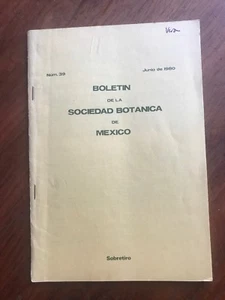 Núm. 39 Junio de 1980
BOLETIN
DE LA
SOCIEDAD BOTANICA
DE
MEXICO
Sobretiro